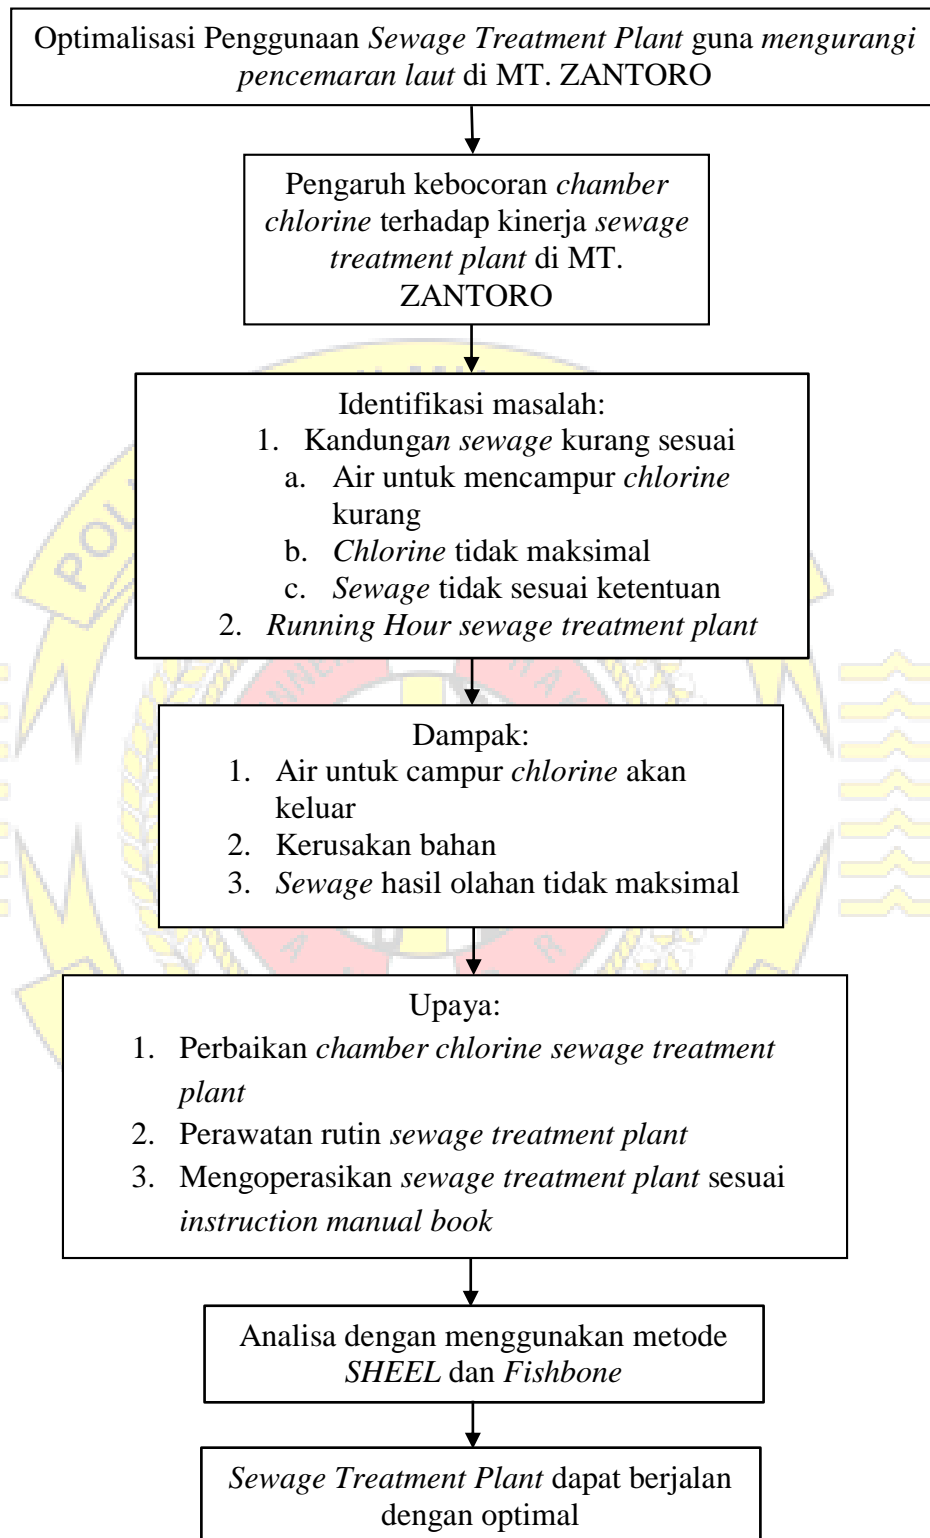 Optimalisasi Penggunaan Sewage Treatment Plant guna mengurangi
pencemaran laut di MT. ZANTORO
Pengaruh kebocoran chamber
chlorine terhadap kinerja sewage
treatment plant di MT.
ZANTORO
Identifikasi masalah:
1. Kandungan sewage kurang sesuai
a. Air untuk mencampur chlorine
kurang
b. Chlorine tidak maksimal
c. Sewage tidak sesuai ketentuan
2. Running Hour sewage treatment plant
Dampak:
1. Air untuk campur chlorine akan
keluar
2. Kerusakan bahan
3. Sewage hasil olahan tidak maksimal
Upaya:
1. Perbaikan chamber chlorine sewage treatment
plant
2. Perawatan rutin sewage treatment plant
3. Mengoperasikan sewage treatment plant sesuai
instruction manual book
Analisa dengan menggunakan metode
SHEEL dan Fishbone
Sewage Treatment Plant dapat berjalan
dengan optimal